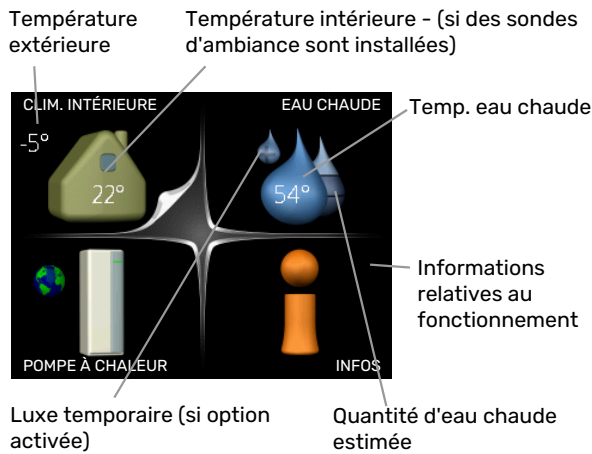 Température
extérieure
Température intérieure - (si des sondes
d'ambiance sont installées)
CLIM. INTÉRIEURE
EAU CHAUDE
Temp. eau chaude
-5°
22°
54°
Informations
relatives au
fonctionnement
POMPE À CHALEUR
INFOS
Luxe temporaire (si option
activée)
Quantité d'eau chaude
estimée